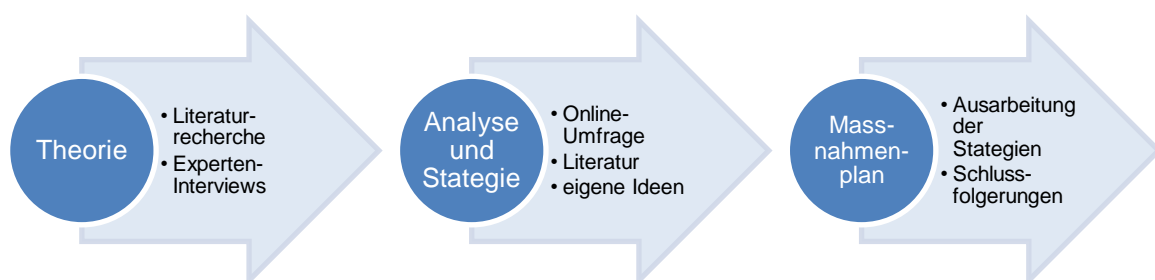 Theorie
• Literatur-
recherche
• Experten-
Interviews
Analyse
und
Stategie
• Online-
Umfrage
• Literatur
• eigene Ideen
Mass-
nahmen-
plan
• Ausarbeitung
der
Stategien
• Schluss-
folgerungen